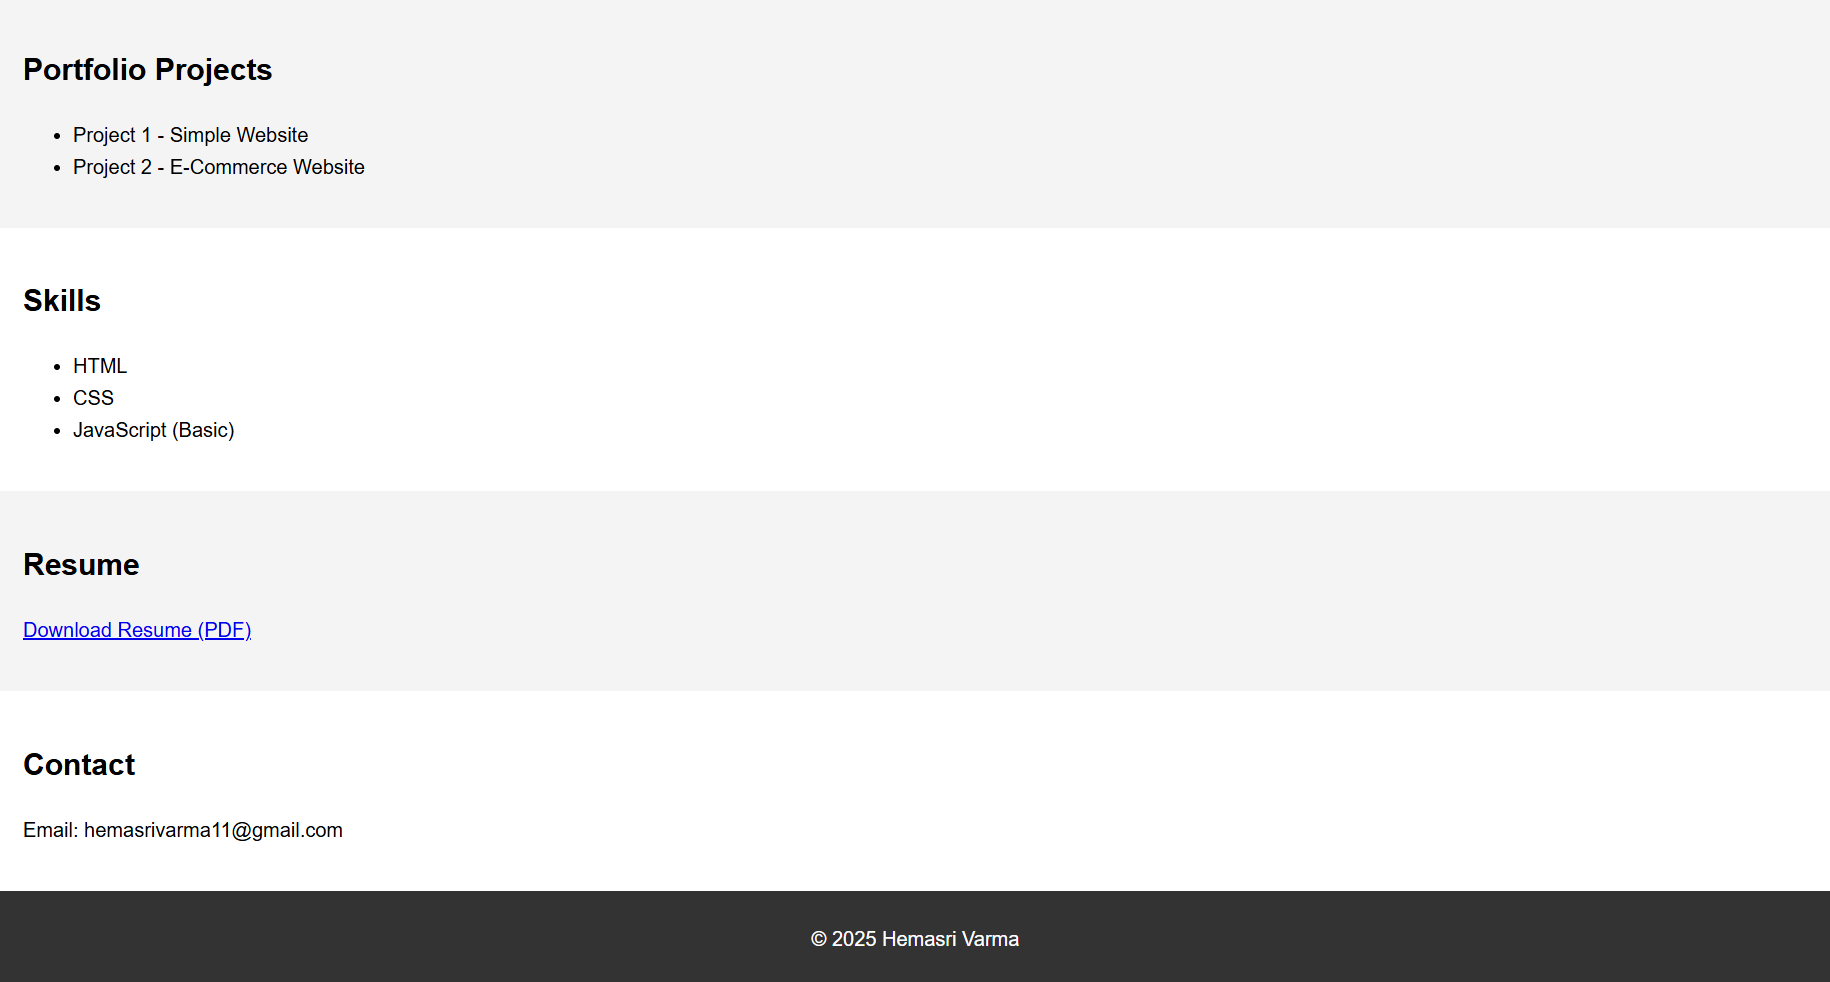 Portfolio Projects
• Project 1 - Simple Website
• Project 2 - E-Commerce Website
Skills
• HTML
• CSS
• JavaScript (Basic)
Resume
Download Resume (PDF)
Contact
Email: hemasrivarma11@gmail.com
© 2025 Hemasri Varma